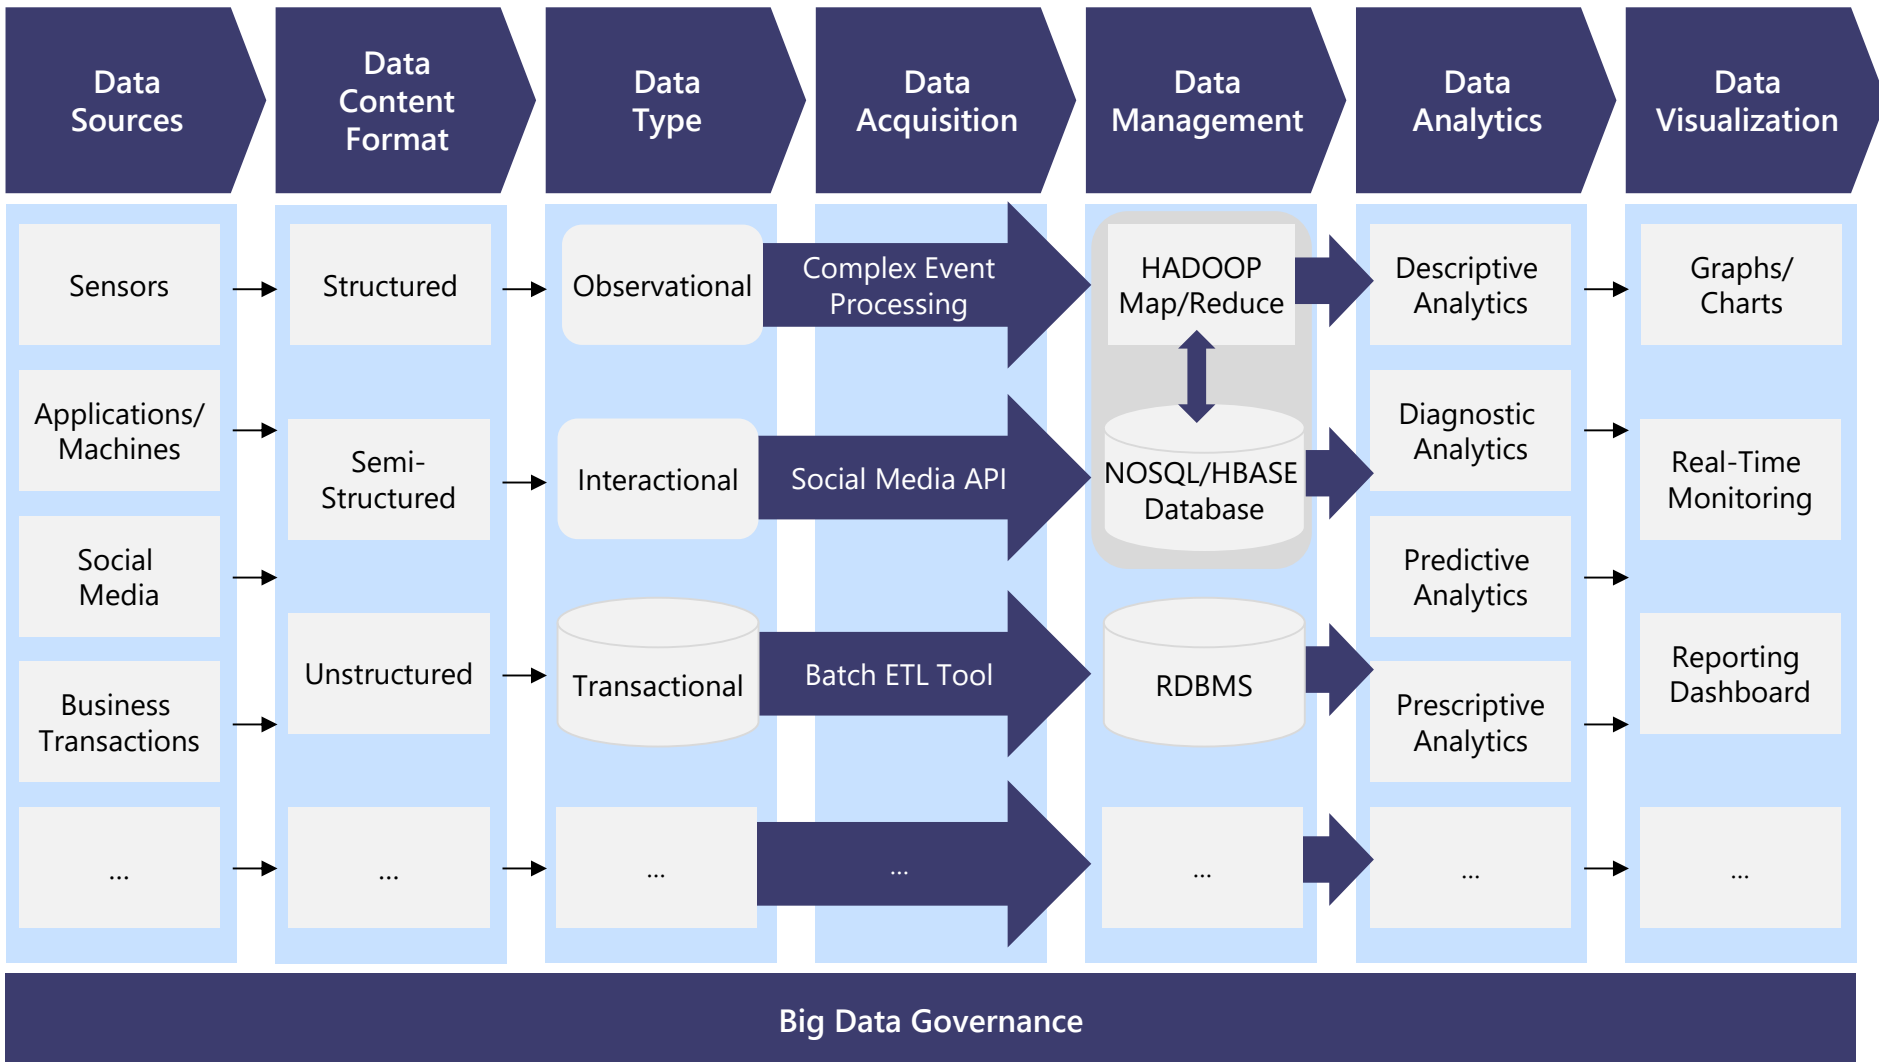 Data
Sources
Data
Content
Format
Data
Type
Data
Acquisition
Data
Management
Data
Analytics
Data
Visualization
Sensors
Applications/
Machines
Social
Media
Business
Transactions
...
Structured
Semi-
Structured
Unstructured
...
Observational
Interactional
Transactional
...
Complex Event
Processing
Social Media API
Batch ETL Tool
...
HADOOP
Map/Reduce
NOSQL/HBASE
Database
RDBMS
...
Descriptive
Analytics
Diagnostic
Analytics
Predictive
Analytics
Prescriptive
Analytics
...
Graphs/
Charts
Real-Time
Monitoring
Reporting
Dashboard
...
Big Data Governance